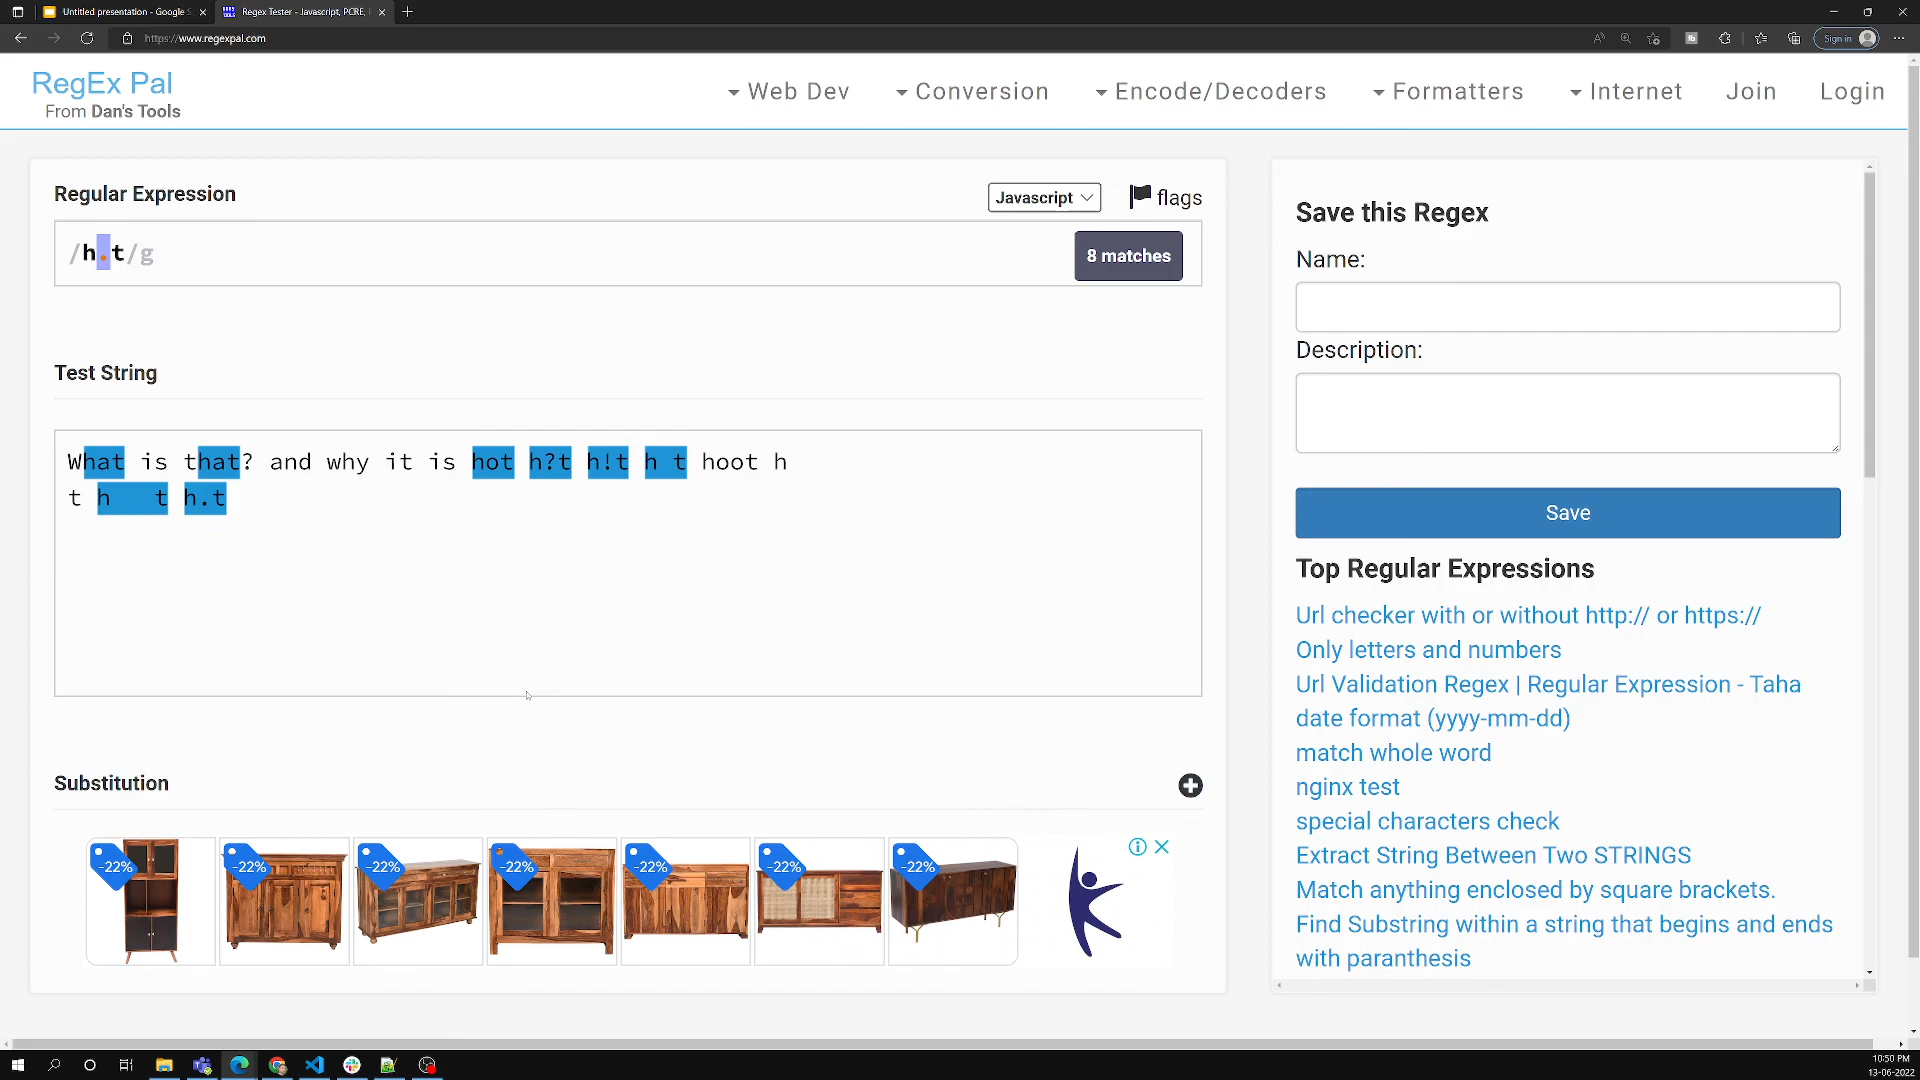 Untitled presentation - Google S
Regex Tester - Javascript, PCRE, P
https://www.regexpal.com
Sign in
RegEx Pal
From Dan's Tools
Web Dev
Conversion
Encode/Decoders
Formatters
Internet
Join
Login
Regular Expression
Javascript
flags
/h.t/g
8 matches
Test String
What is that? and why it is hot h?t h!t h t hoot h
t h	t h.t
Substitution
-22%
-22%
-22%
-22%
-22%
-22%
-22%
Save this Regex
Name:
Description:
Save
Top Regular Expressions
Url checker with or without http:// or https://
Only letters and numbers
Url Validation Regex | Regular Expression - Taha
date format (yyyy-mm-dd)
match whole word
nginx test
special characters check
Extract String Between Two STRINGS
Match anything enclosed by square brackets.
Find Substring within a string that begins and ends
with paranthesis
10:50 PM
13-06-2022